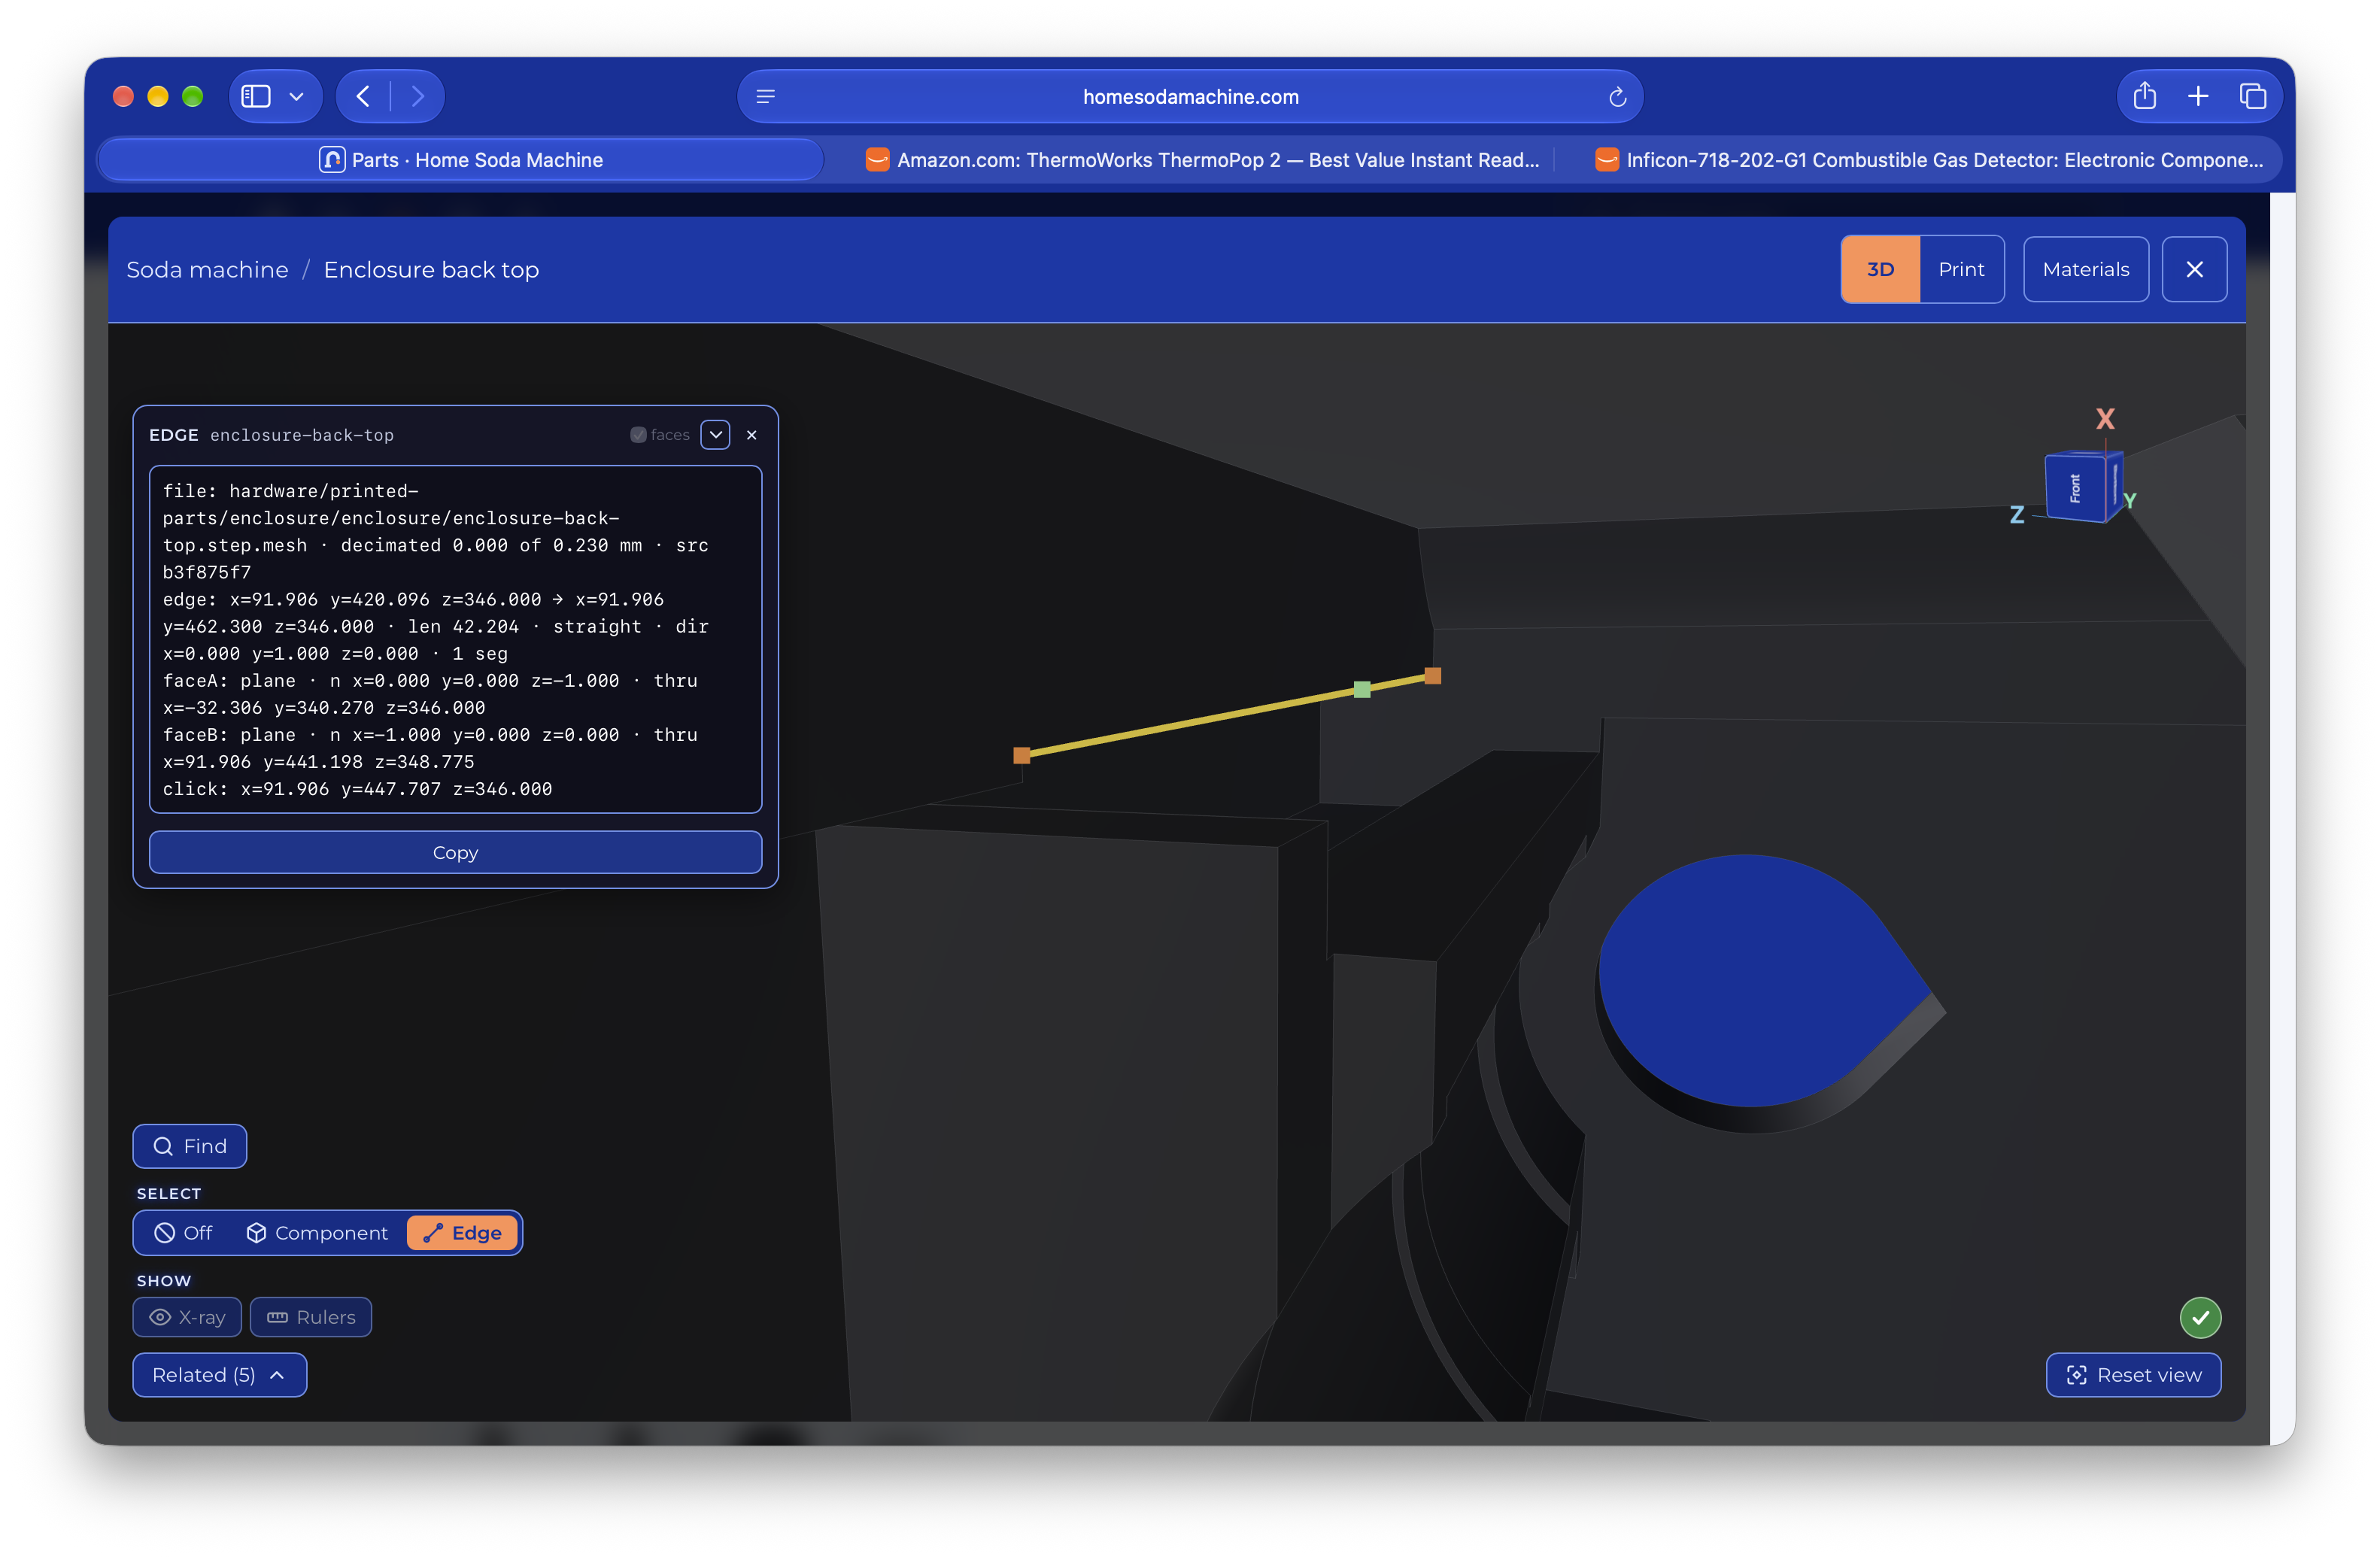 homesodamachine.com
Parts · Home Soda Machine
Amazon.com: ThermoWorks ThermoPop 2 — Best Value Instant Read...
Inficon-718-202-G1 Combustible Gas Detector: Electronic Compone...
Soda machine / Enclosure back top
3D
Print
Materials
EDGE enclosure-back-top
faces
file: hardware/printed-
parts/enclosure/enclosure/enclosure-back-
top.step.mesh · decimated 0.000 of 0.230 mm · src
b3f875f7
edge: x=91.906 y=420.096 z=346.000 → x=91.906
y=462.300 z=346.000 · len 42.204 · straight · dir
x=0.000 y=1.000 z=0.000 · 1 seg
faceA: plane · n x=0.000 y=0.000 z=-1.000 · thru
x=-32.306 y=340.270 z=346.000
faceB: plane · n x=-1.000 y=0.000 z=0.000 · thru
x=91.906 y=441.198 z=348.775
click: x=91.906 y=447.707 z=346.000
Copy
X
Front
Y
Z
Find
SELECT
Off
Component
Edge
SHOW
X-ray
Rulers
Related (5)
Reset view